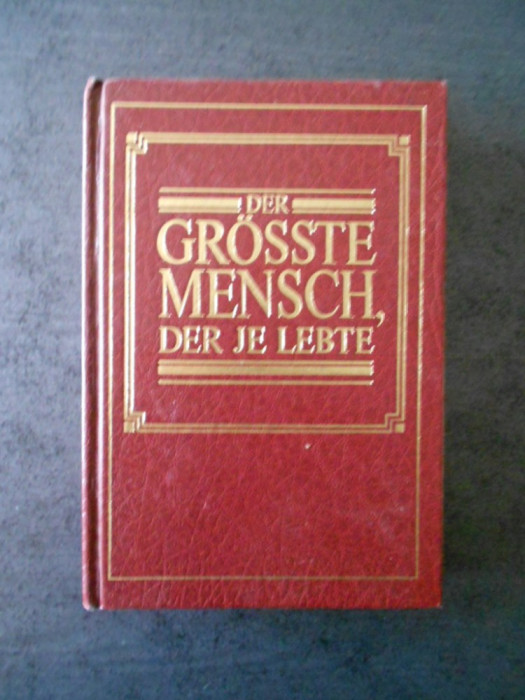 DER
GRÖSSTE
MENSCH,
DER JE LEBTE